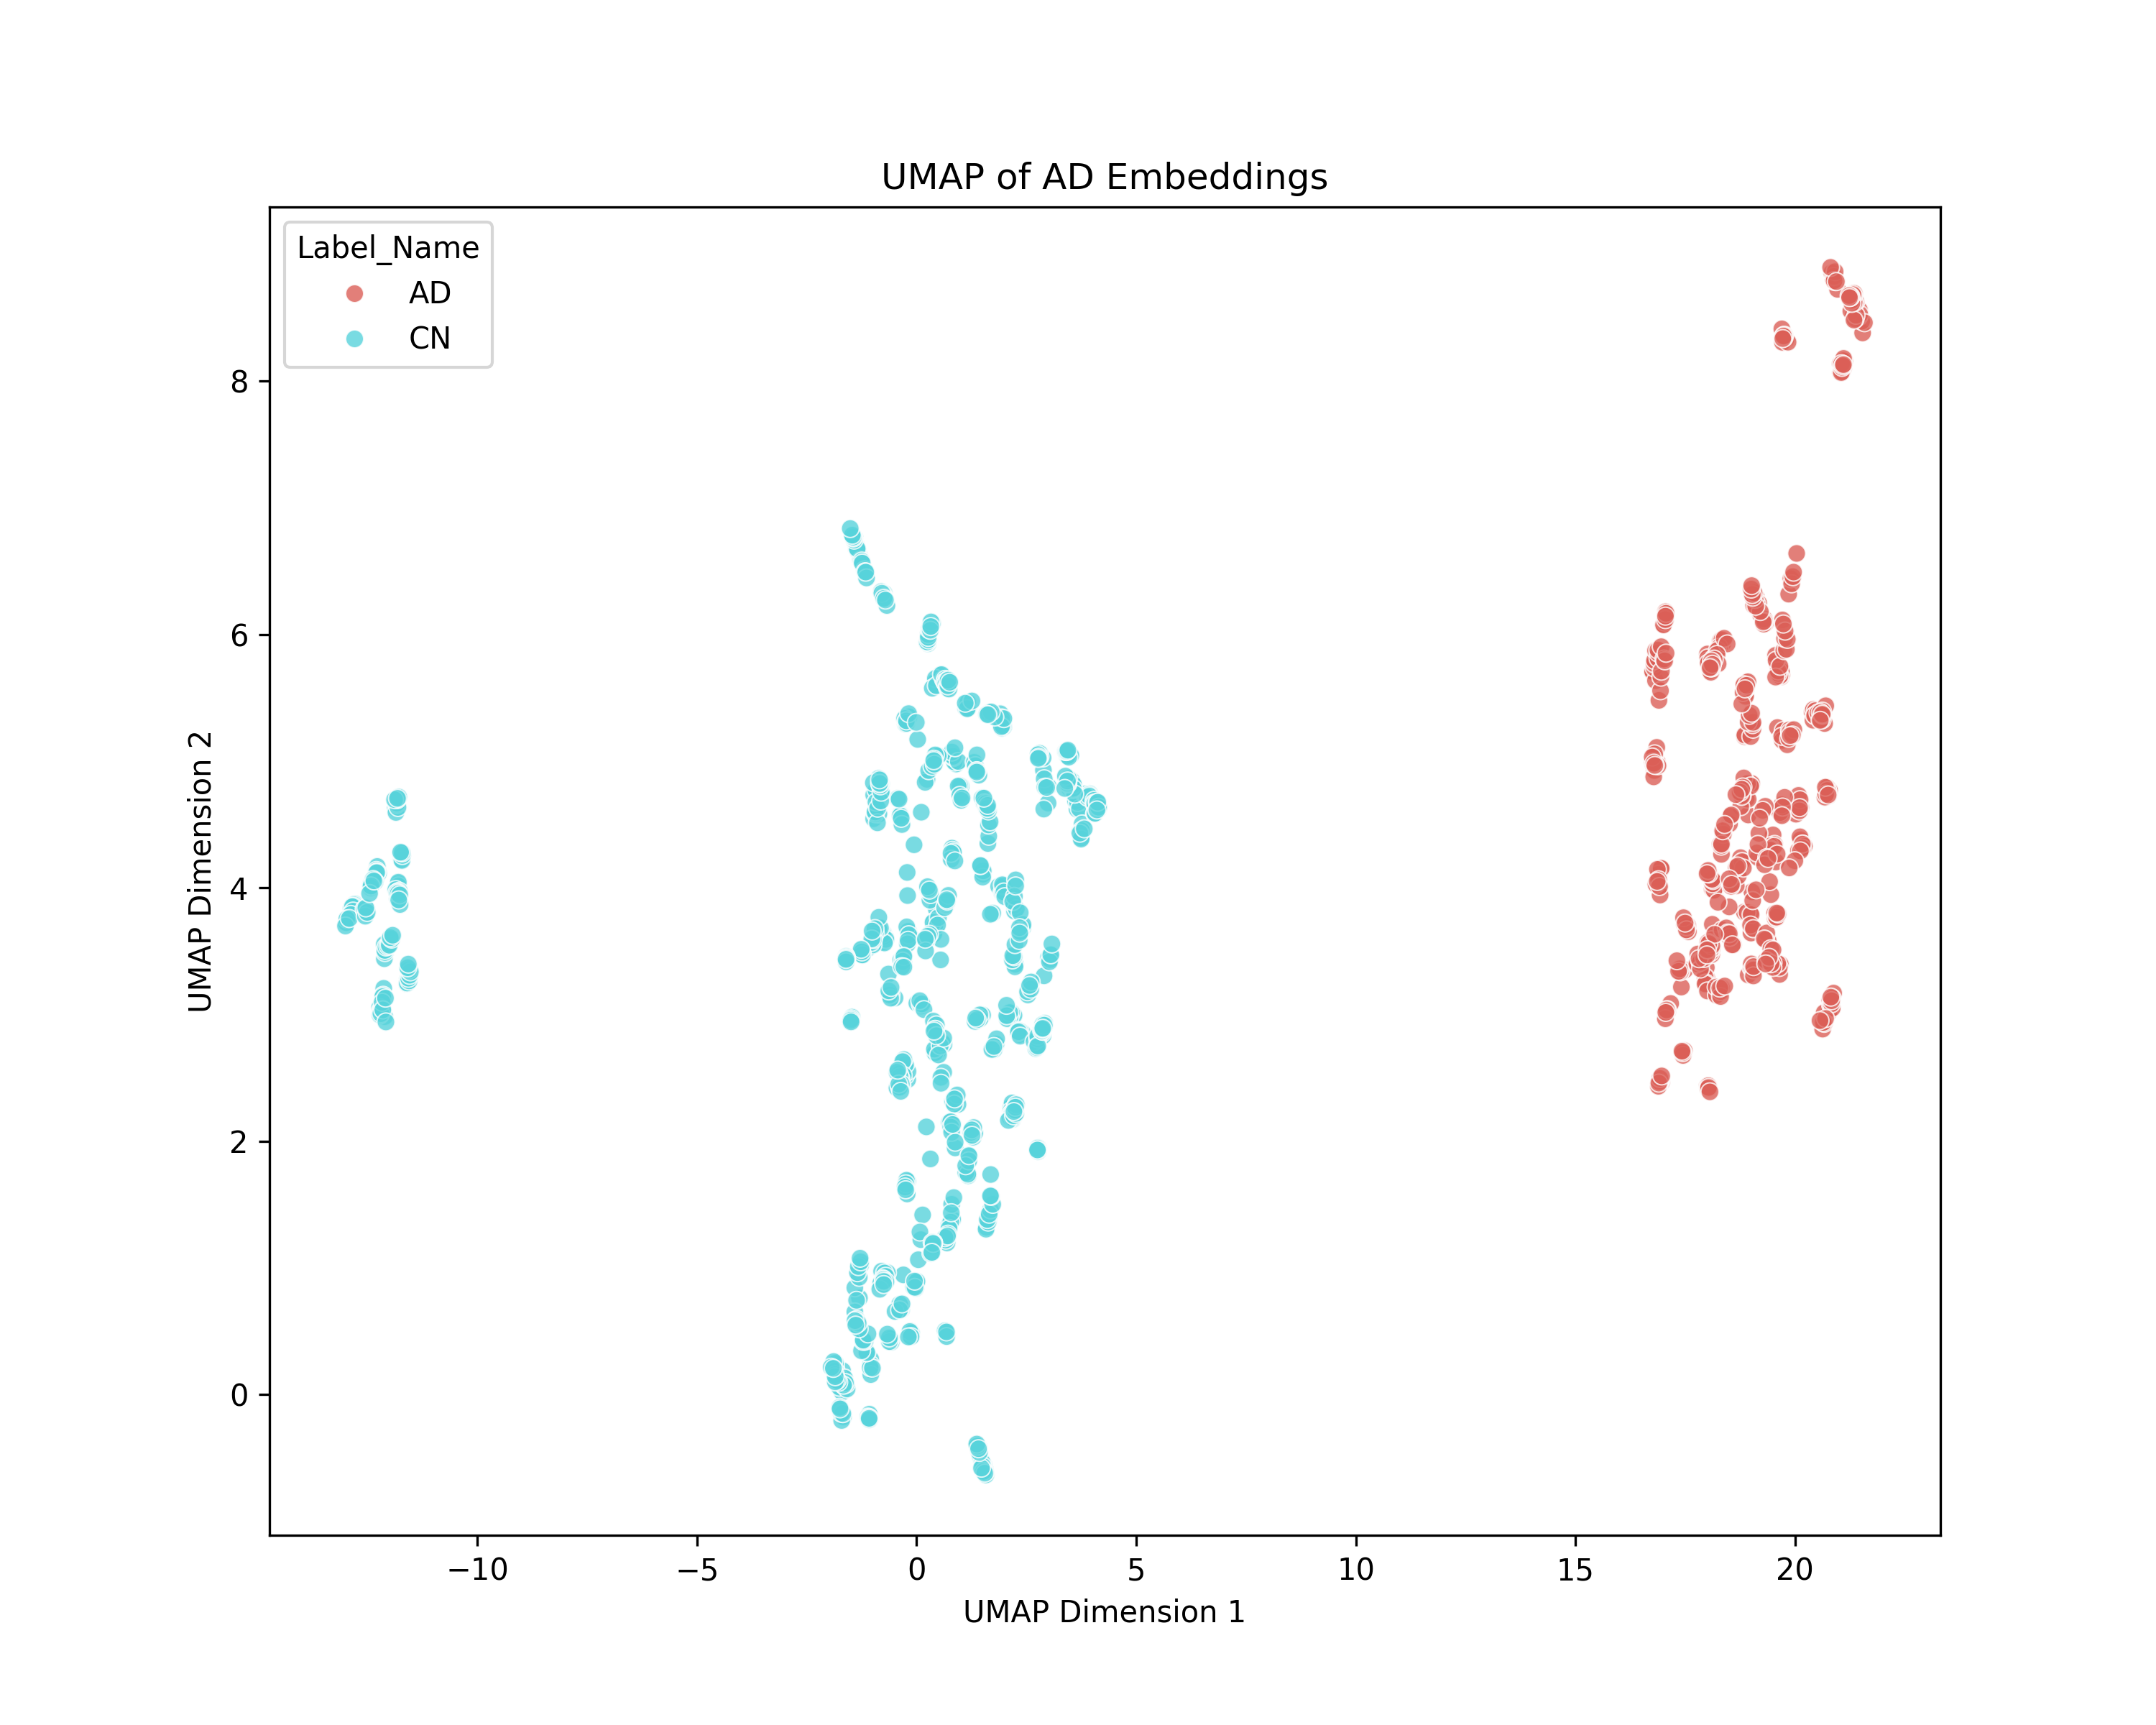 UMAP of AD Embeddings
Label_Name
AD
CN
8
6
4
2
0
UMAP Dimension 2
−10
−5
0
5
10
15
20
UMAP Dimension 1